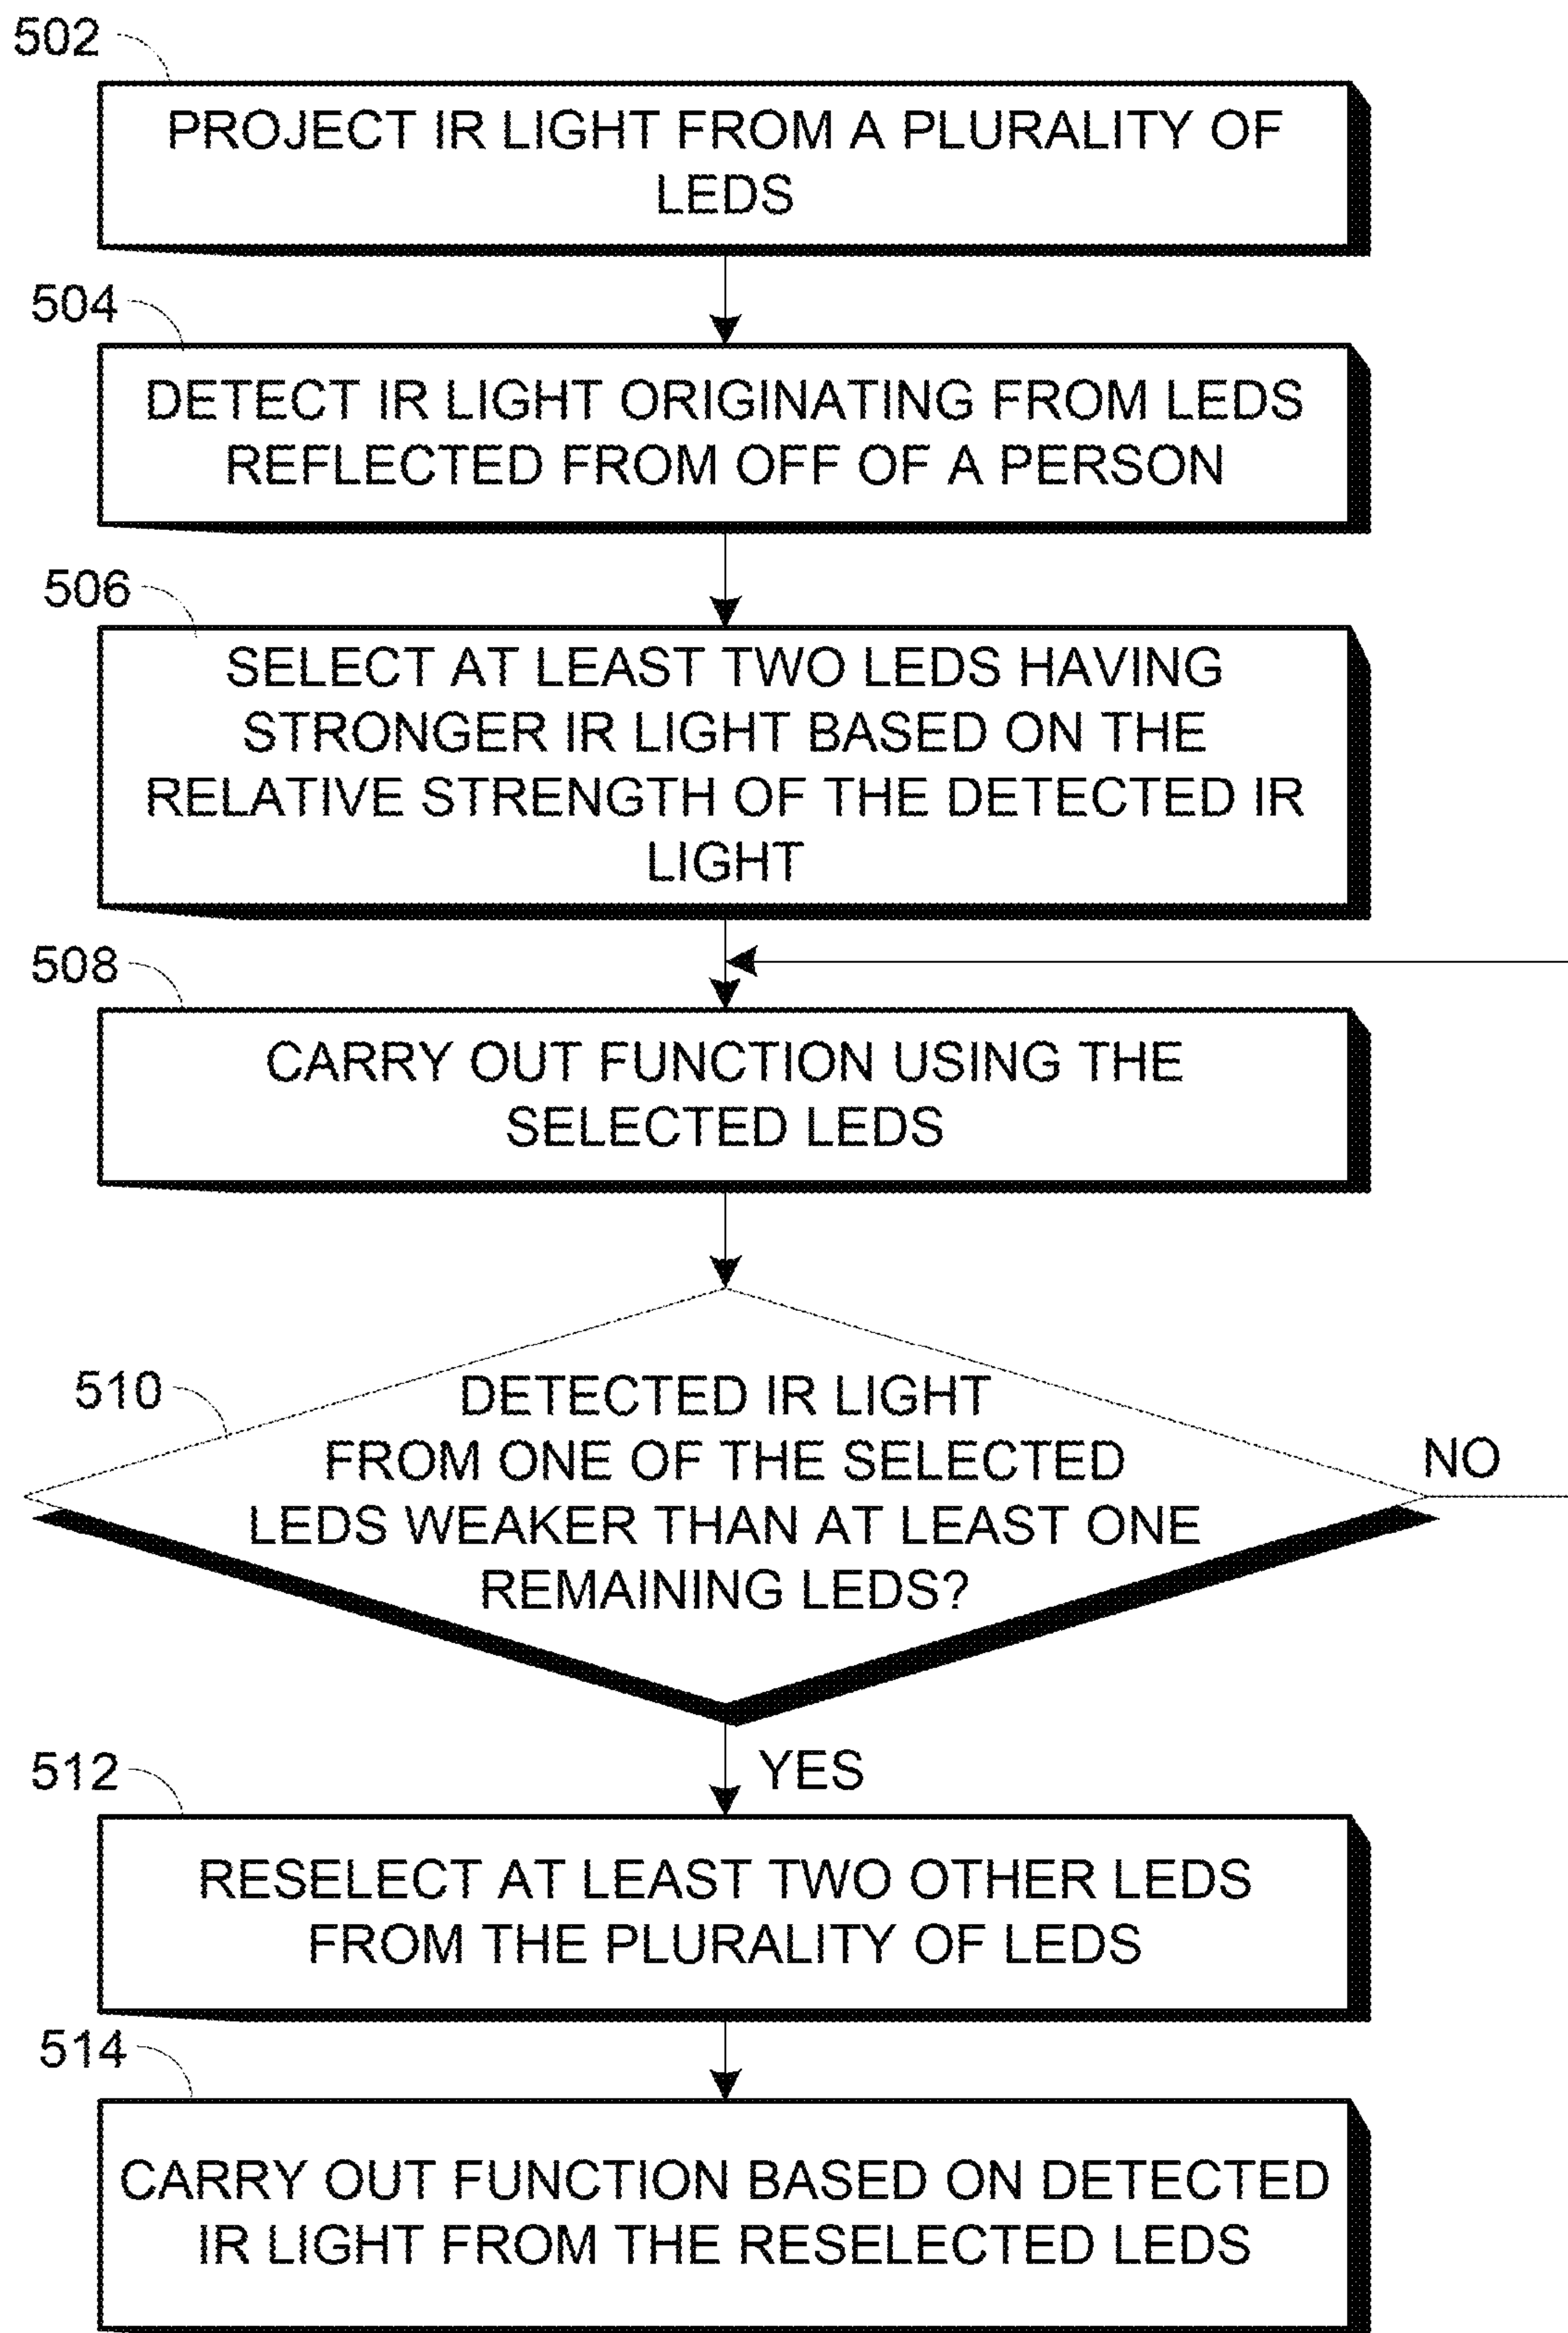 502
PROJECT IR LIGHT FROM A PLURALITY OF
LEDS
504
DETECT IR LIGHT ORIGINATING FROM LEDS
REFLECTED FROM OFF OF A PERSON
506
SELECT AT LEAST TWO LEDS HAVING
STRONGER IR LIGHT BASED ON THE
RELATIVE STRENGTH OF THE DETECTED IR
LIGHT
508
CARRY OUT FUNCTION USING THE
SELECTED LEDS
510
DETECTED IR LIGHT
FROM ONE OF THE SELECTED
LEDS WEAKER THAN AT LEAST ONE
REMAINING LEDS?
NO
YES
512
RESELECT AT LEAST TWO OTHER LEDS
FROM THE PLURALITY OF LEDS
514
CARRY OUT FUNCTION BASED ON DETECTED
IR LIGHT FROM THE RESELECTED LEDS